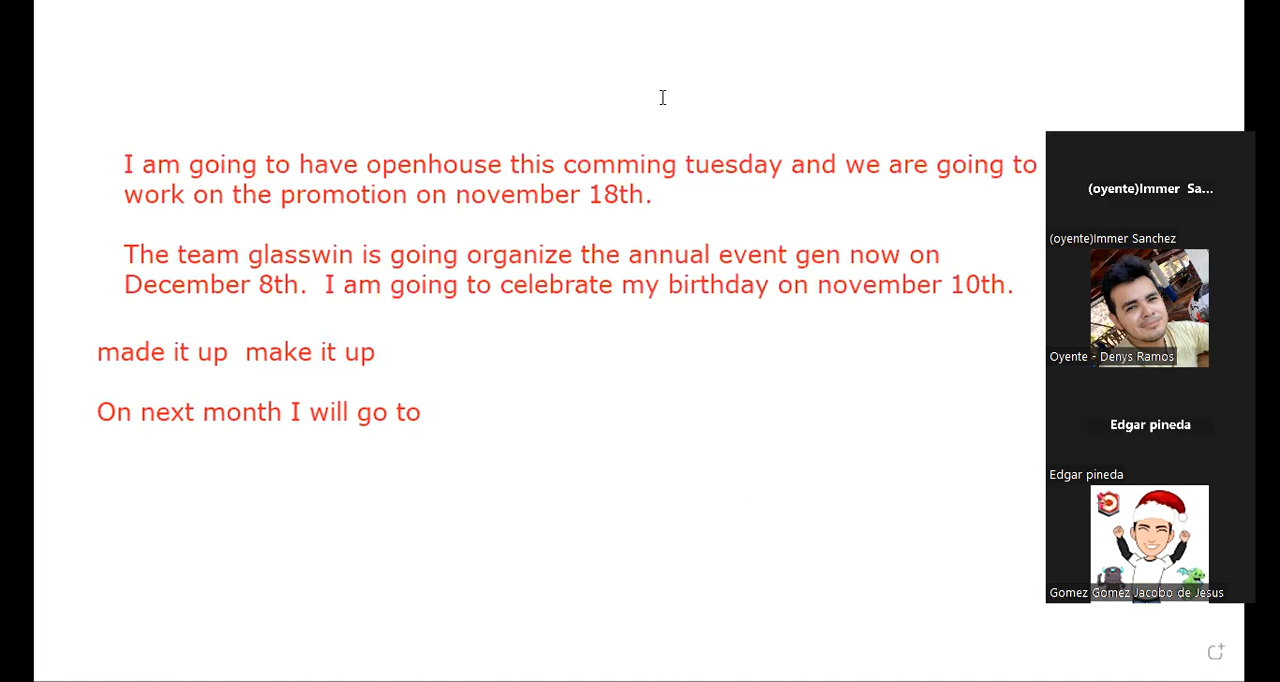 I am going to have openhouse this comming tuesday and we are going to
work on the promotion on november 18th.
The team glasswin is going organize the annual event gen now on
December 8th.  I am going to celebrate my birthday on november 10th.
made it up  make it up
On next month I will go to
(oyente)Immer Sa...
(oyente)Immer Sanchez
Oyente - Denys Ramos
Edgar pineda
Edgar pineda
Gomez Gomez Jacobo de Jesus